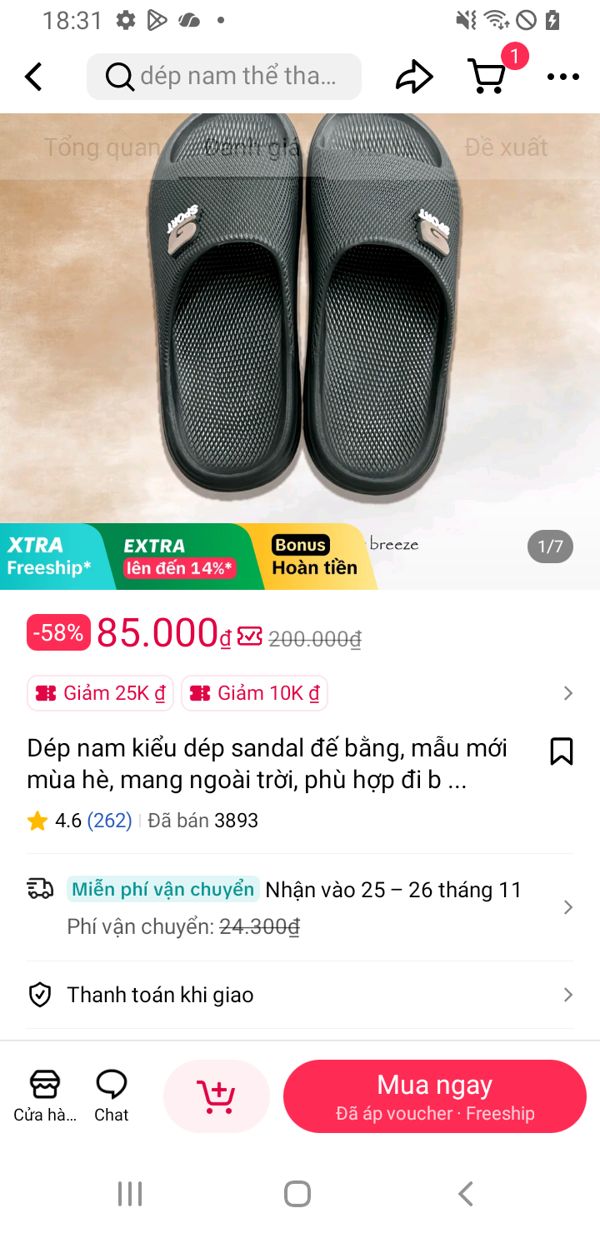 18:31
dép nam thể tha...
1
Tổng quan Đánh giá Đề xuất
SPORT G SPORT G
XTRA
Freeship*
EXTRA
lên đến 14%*
Bonus
Hoàn tiền
breeze
1/7
-58% 85.000₫ 200.000₫
Giảm 25K ₫ Giảm 10K ₫
Dép nam kiểu dép sandal đế bằng, mẫu mới
mùa hè, mang ngoài trời, phù hợp đi b ...
4.6 (262) Đã bán 3893
Miễn phí vận chuyển Nhận vào 25 – 26 tháng 11
Phí vận chuyển: 24.300₫
Thanh toán khi giao
Cửa hà... Chat
Mua ngay
Đã áp voucher · Freeship